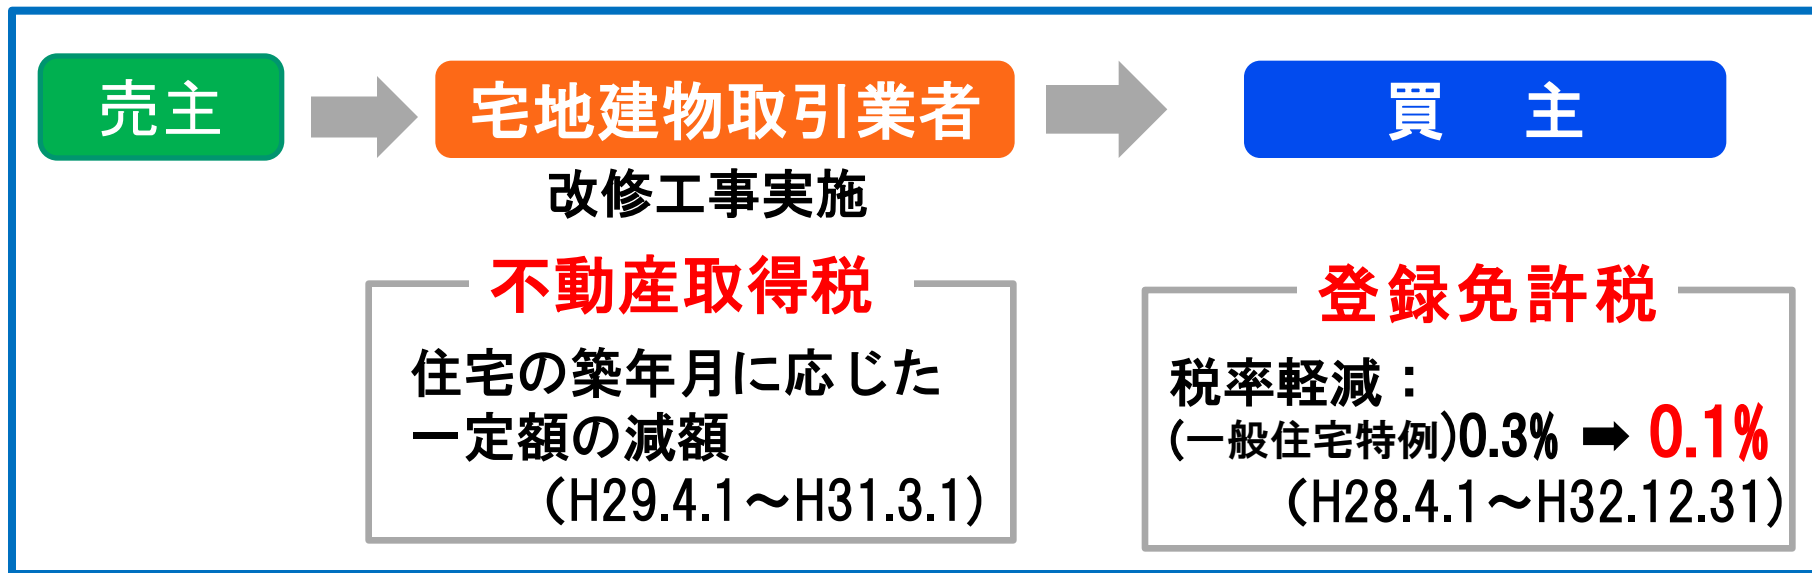 売主
宅地建物取引業者
買 主
改修工事実施
不動産取得税
住宅の築年月に応じた
一定額の減額
(H29.4.1～H31.3.1)
登録免許税
税率軽減：
(一般住宅特例)0.3% ➡ 0.1%
(H28.4.1～H32.12.31)